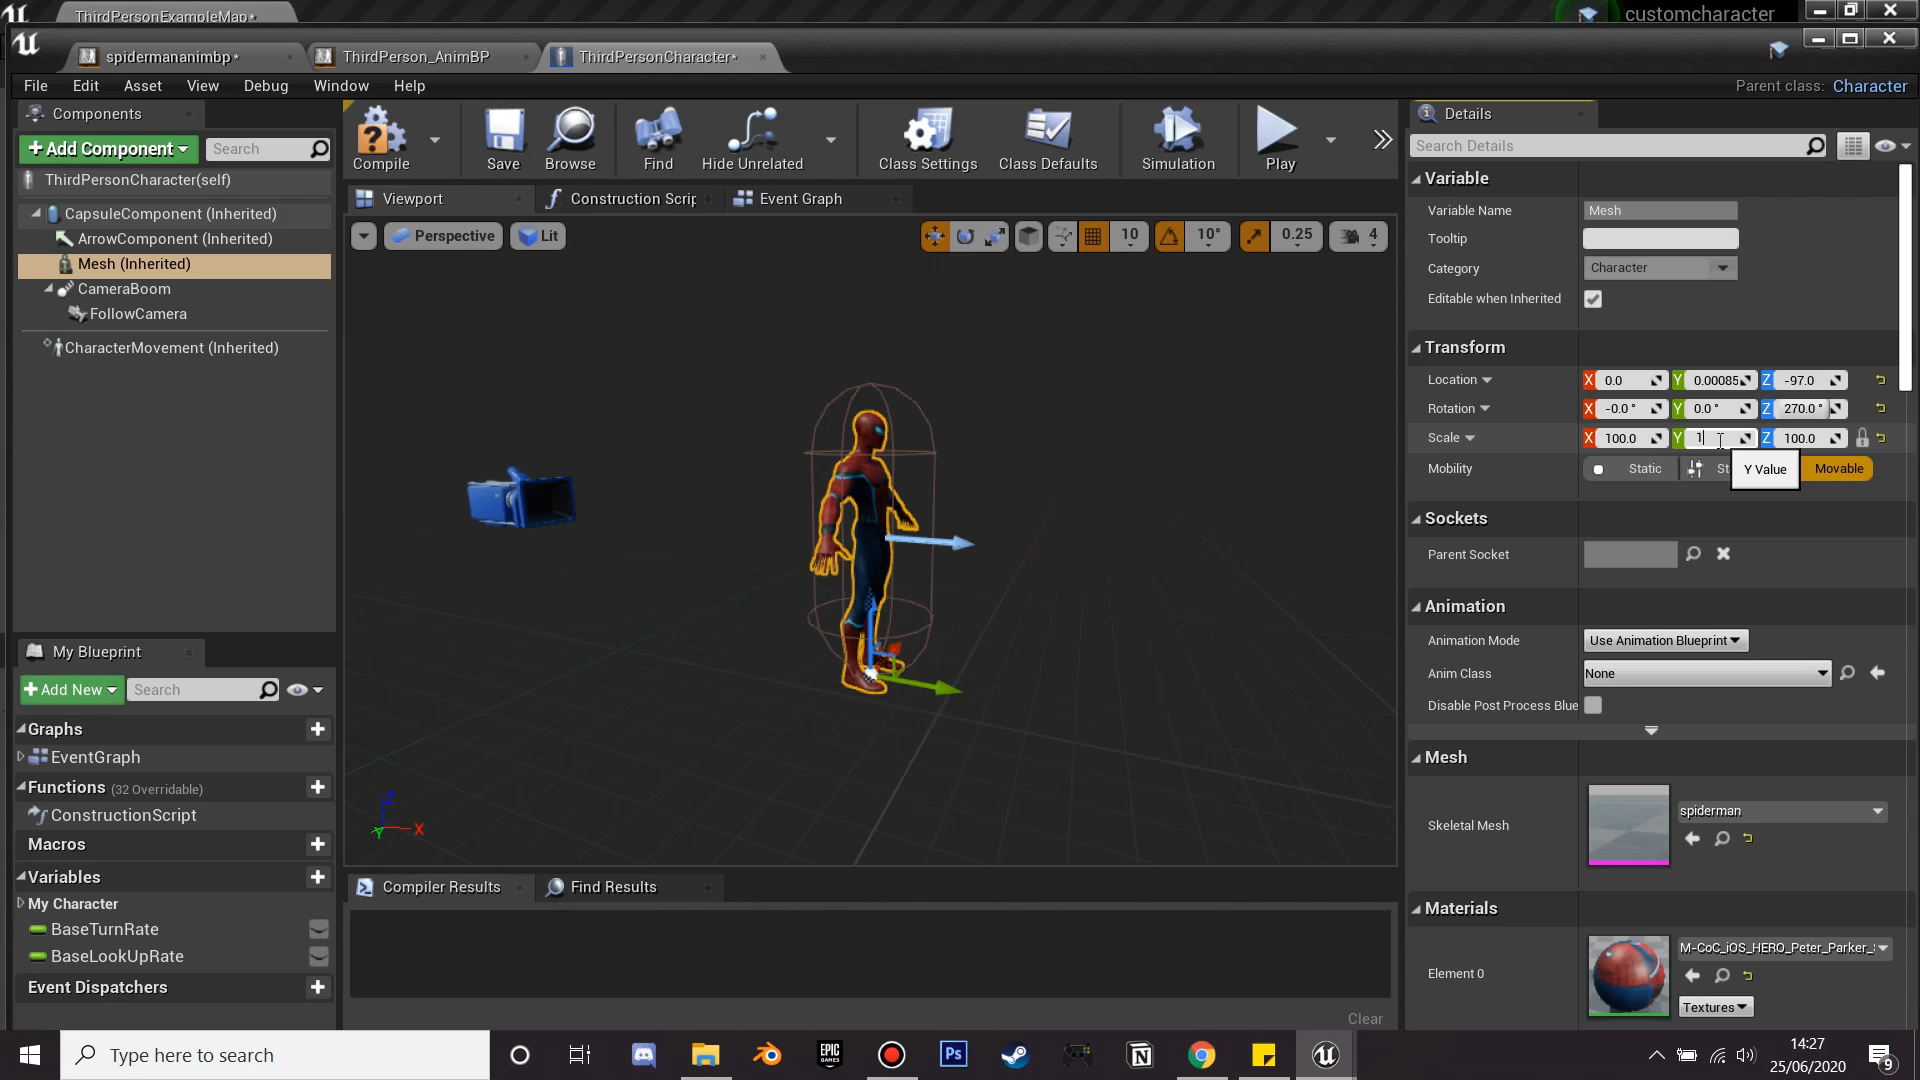 ThirdPersonExampleMap*
customcharacter
spidermananimbp*
ThirdPerson_AnimBP
ThirdPersonCharacter*
File Edit Asset View Debug Window Help
Parent class: Character
Components
+Add Component
Search
ThirdPersonCharacter(self)
CapsuleComponent (Inherited)
ArrowComponent (Inherited)
Mesh (Inherited)
CameraBoom
FollowCamera
CharacterMovement (Inherited)
My Blueprint
+Add New
Search
Graphs
EventGraph
Functions (32 Overridable)
ConstructionScript
Macros
Variables
My Character
BaseTurnRate
BaseLookUpRate
Event Dispatchers
Compile
Save
Browse
Find
Hide Unrelated
Class Settings
Class Defaults
Simulation
Play
Viewport
Construction Scrip
Event Graph
Perspective
Lit
10
10°
0.25
4
Z
X
Y
Compiler Results
Find Results
Clear
Details
Search Details
Variable
Variable Name Mesh
Tooltip
Category Character
Editable when Inherited
Transform
Location X 0.0 Y 0.00085 Z -97.0
Rotation X -0.0 ° Y 0.0 ° Z 270.0 °
Scale X 100.0 Y 1 Z 100.0
Mobility Static St Movable
Y Value
Sockets
Parent Socket
Animation
Animation Mode Use Animation Blueprint
Anim Class None
Disable Post Process Blue
Mesh
Skeletal Mesh spiderman
Materials
Element 0 M-CoC_iOS_HERO_Peter_Parker_
Textures
Type here to search
EPIC GAMES
Ps
N
14:27
25/06/2020
9